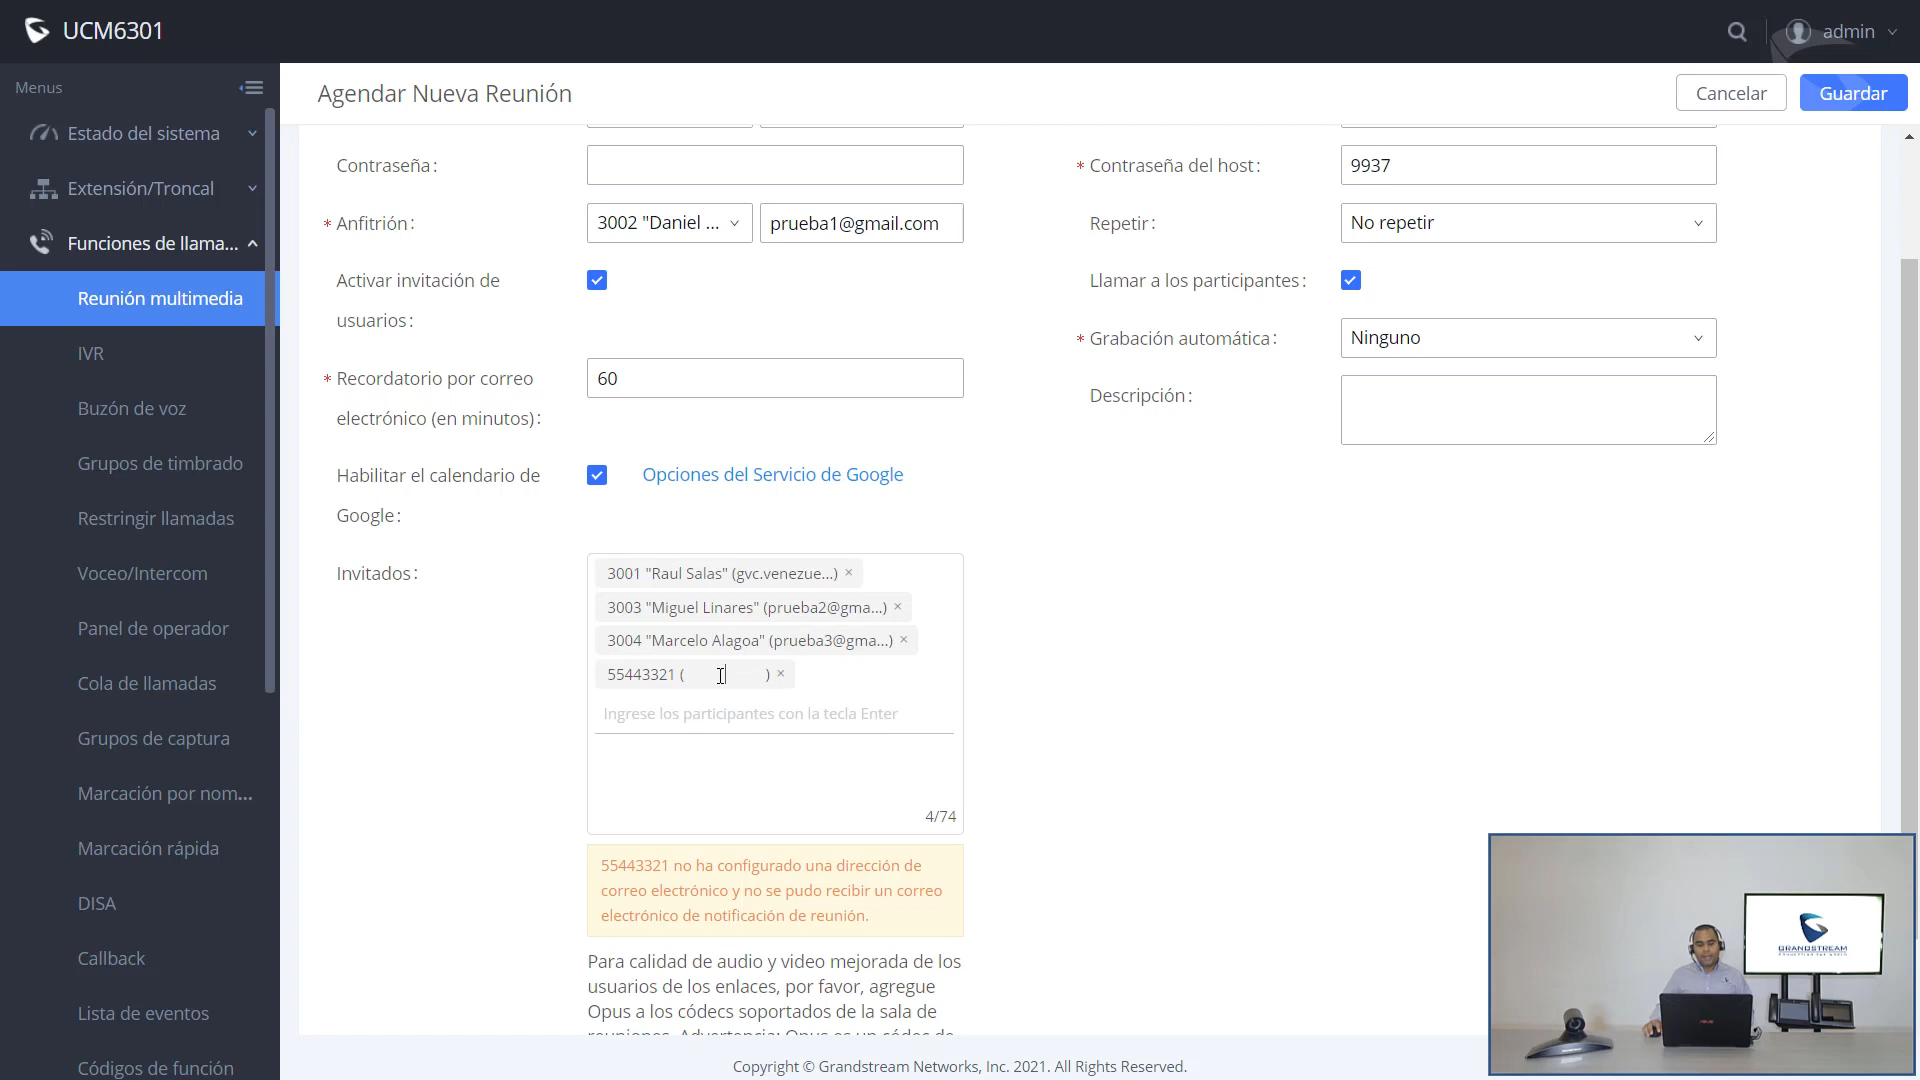 UCM6301
admin
Menus
Agendar Nueva Reunión
Cancelar
Guardar
Estado del sistema
Extensión/Troncal
Funciones de llama...
Reunión multimedia
IVR
Buzón de voz
Grupos de timbrado
Restringir llamadas
Voceo/Intercom
Panel de operador
Cola de llamadas
Grupos de captura
Marcación por nom...
Marcación rápida
DISA
Callback
Lista de eventos
Códigos de función
Contraseña:
* Contraseña del host: 9937
* Anfitrión: 3002 "Daniel ... prueba1@gmail.com
Repetir: No repetir
Activar invitación de
usuarios:
Llamar a los participantes:
* Grabación automática: Ninguno
* Recordatorio por correo
electrónico (en minutos):
60
Descripción:
Habilitar el calendario de
Google:
Opciones del Servicio de Google
Invitados:
3001 "Raul Salas" (gvc.venezue...) ×
3003 "Miguel Linares" (prueba2@gma...) ×
3004 "Marcelo Alagoa" (prueba3@gma...) ×
55443321 ( ) ×
Ingrese los participantes con la tecla Enter
4/74
55443321 no ha configurado una dirección de
correo electrónico y no se pudo recibir un correo
electrónico de notificación de reunión.
Para calidad de audio y video mejorada de los
usuarios de los enlaces, por favor, agregue
Opus a los códecs soportados de la sala de
reuniones. Advertencia: Opus es un códec de
Copyright © Grandstream Networks, Inc. 2021. All Rights Reserved.
GRANDSTREAM